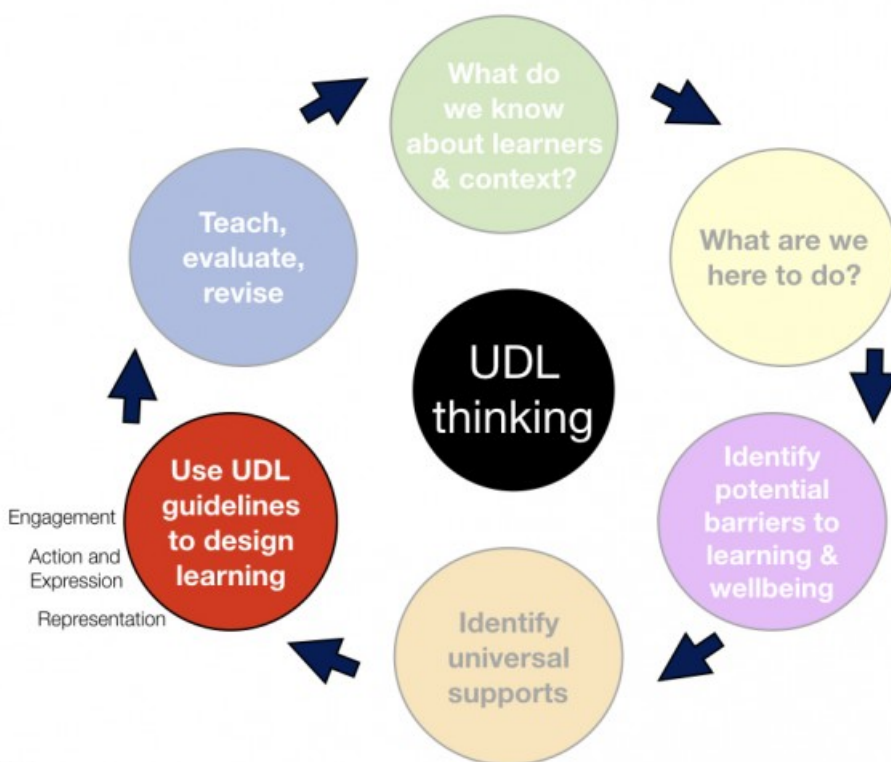 What do
we know
about learners
& context?
What are we
here to do?
Identify
potential
barriers to
learning &
wellbeing
Identify
universal
supports
Use UDL
guidelines
to design
learning
Engagement
Action and
Expression
Representation
Teach,
evaluate,
revise
UDL
thinking